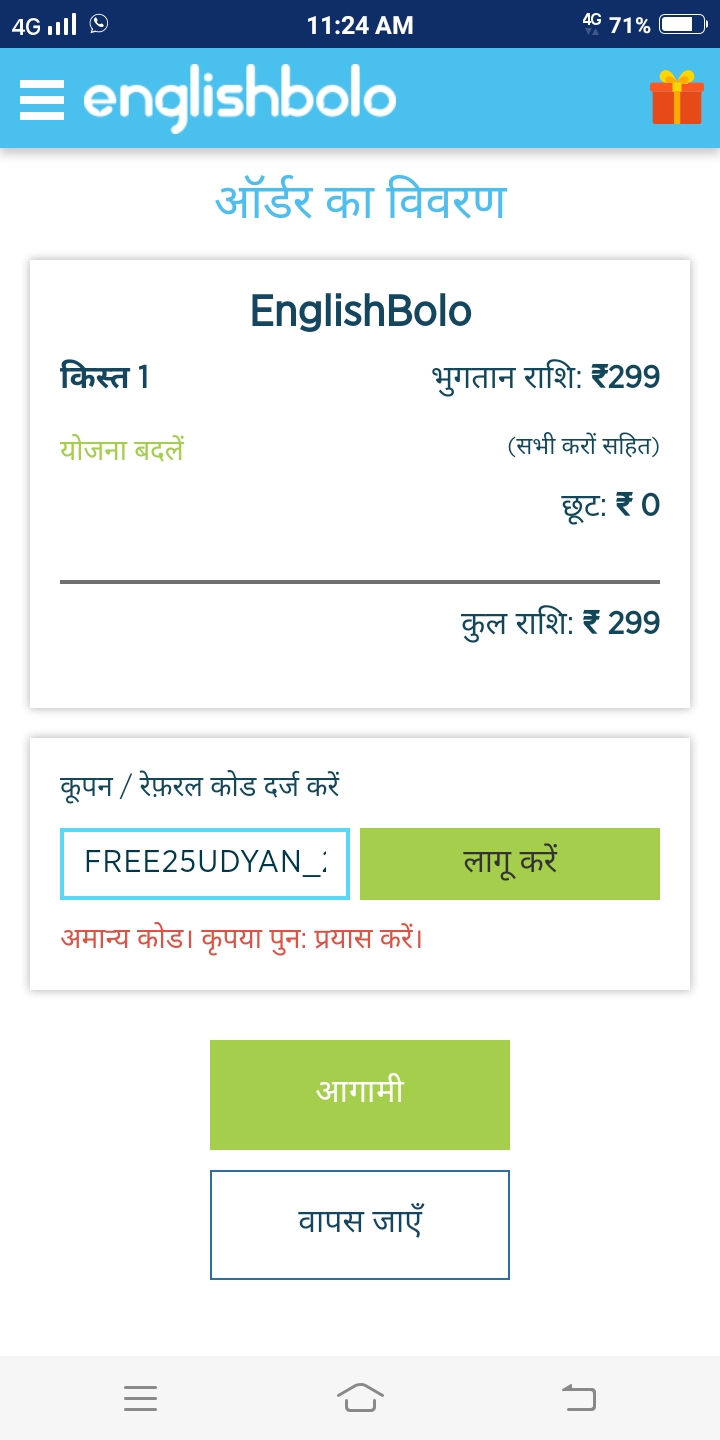 4G 11:24 AM 4G 71%
englishbolo
ऑर्डर का विवरण
EnglishBolo
किस्त 1 भुगतान राशि: ₹299
योजना बदलें (सभी करों सहित)
छूट: ₹ 0
कुल राशि: ₹ 299
कूपन / रेफ़रल कोड दर्ज करें
FREE25UDYAN_ लागू करें
अमान्य कोड। कृपया पुन: प्रयास करें।
आगामी
वापस जाएँ